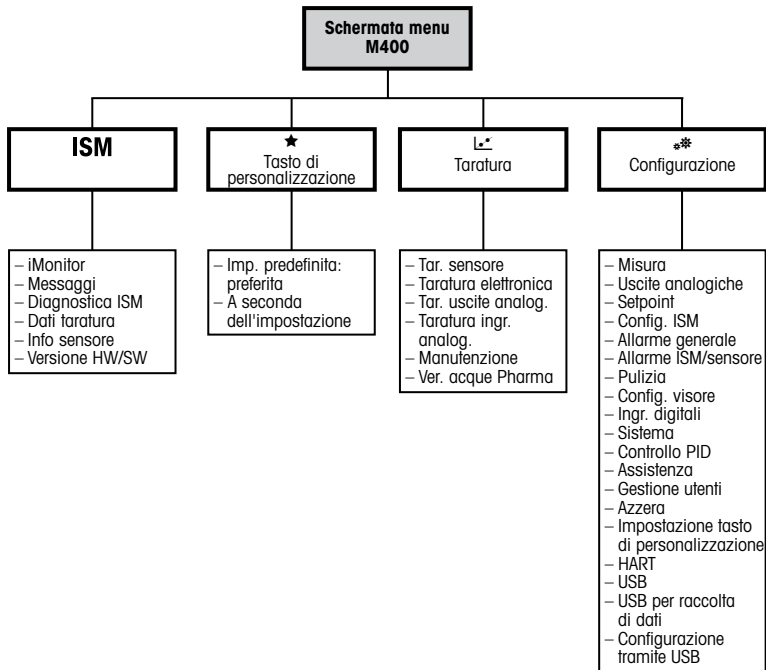 Schermata menu
M400
ISM
Tasto di
personalizzazione
Taratura
Configurazione
– iMonitor
– Messaggi
– Diagnostica ISM
– Dati taratura
– Info sensore
– Versione HW/SW
– Imp. predefinita:
preferita
– A seconda
dell'impostazione
– Tar. sensore
– Taratura elettronica
– Tar. uscite analog.
– Taratura ingr.
analog.
– Manutenzione
– Ver. acque Pharma
– Misura
– Uscite analogiche
– Setpoint
– Config. ISM
– Allarme generale
– Allarme ISM/sensore
– Pulizia
– Config. visore
– Ingr. digitali
– Sistema
– Controllo PID
– Assistenza
– Gestione utenti
– Azzera
– Impostazione tasto
di personalizzazione
– HART
– USB
– USB per raccolta
di dati
– Configurazione
tramite USB